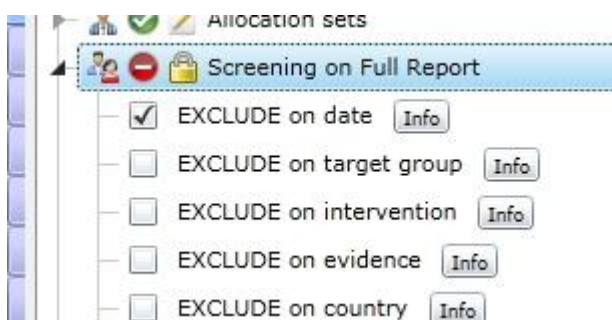 Allocation sets
Screening on Full Report
EXCLUDE on date Info
EXCLUDE on target group Info
EXCLUDE on intervention Info
EXCLUDE on evidence Info
EXCLUDE on country Info